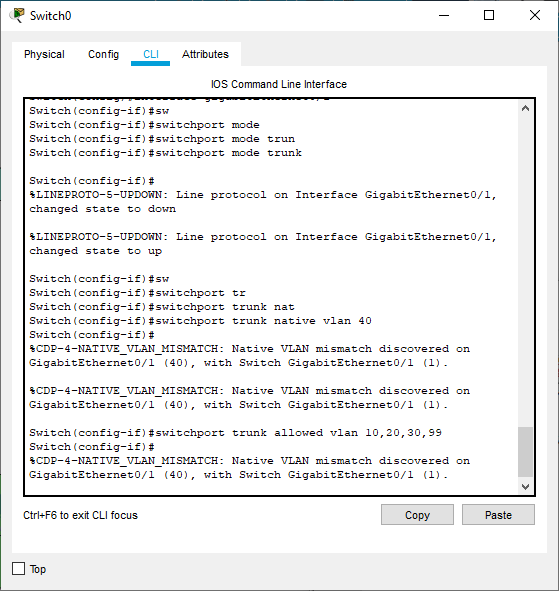 Switch0
Physical Config CLI Attributes
IOS Command Line Interface
Switch(config-if)#sw
Switch(config-if)#switchport mode
Switch(config-if)#switchport mode trun
Switch(config-if)#switchport mode trunk
Switch(config-if)#
%LINEPROTO-5-UPDOWN: Line protocol on Interface GigabitEthernet0/1,
changed state to down
%LINEPROTO-5-UPDOWN: Line protocol on Interface GigabitEthernet0/1,
changed state to up
Switch(config-if)#sw
Switch(config-if)#switchport tr
Switch(config-if)#switchport trunk nat
Switch(config-if)#switchport trunk native vlan 40
Switch(config-if)#
%CDP-4-NATIVE_VLAN_MISMATCH: Native VLAN mismatch discovered on
GigabitEthernet0/1 (40), with Switch GigabitEthernet0/1 (1).
%CDP-4-NATIVE_VLAN_MISMATCH: Native VLAN mismatch discovered on
GigabitEthernet0/1 (40), with Switch GigabitEthernet0/1 (1).
Switch(config-if)#switchport trunk allowed vlan 10,20,30,99
Switch(config-if)#
%CDP-4-NATIVE_VLAN_MISMATCH: Native VLAN mismatch discovered on
GigabitEthernet0/1 (40), with Switch GigabitEthernet0/1 (1).
Ctrl+F6 to exit CLI focus
Copy Paste
Top